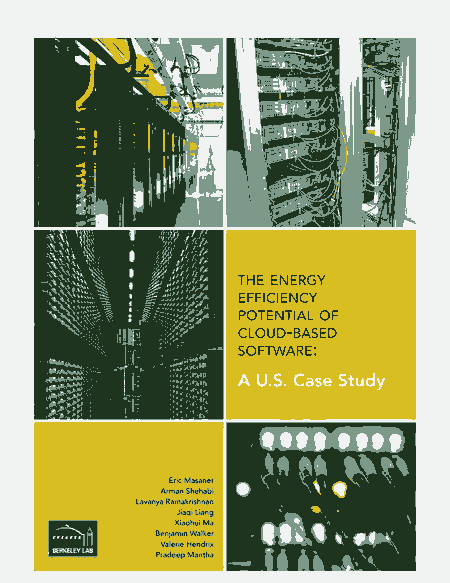 THE ENERGY
EFFICIENCY
POTENTIAL OF
CLOUD-BASED
SOFTWARE:
A U.S. Case Study
Eric Masanet
Arman Shehabi
Lavanya Ramakrishnan
Jiaqi Liang
Xiaohui Ma
Benjamin Walker
Valerie Hendrix
Pradeep Mantha
BERKELEY LAB